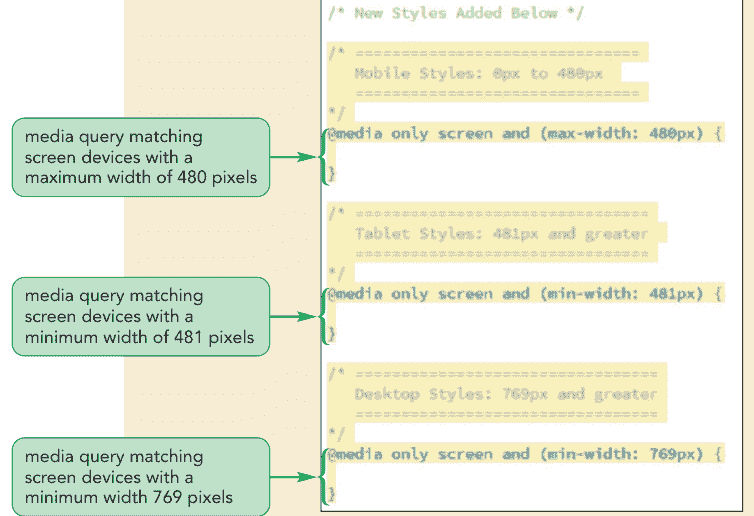 /* New Styles Added Below */
/* ===============================
Mobile Styles: 0px to 480px
===============================
*/
media query matching
screen devices with a
maximum width of 480 pixels
@media only screen and (max-width: 480px) {
}
/* ================================
Tablet Styles: 481px and greater
================================
*/
media query matching
screen devices with a
minimum width of 481 pixels
@media only screen and (min-width: 481px) {
}
/* =================================
Desktop Styles: 769px and greater
=================================
*/
media query matching
screen devices with a
minimum width 769 pixels
@media only screen and (min-width: 769px) {
}